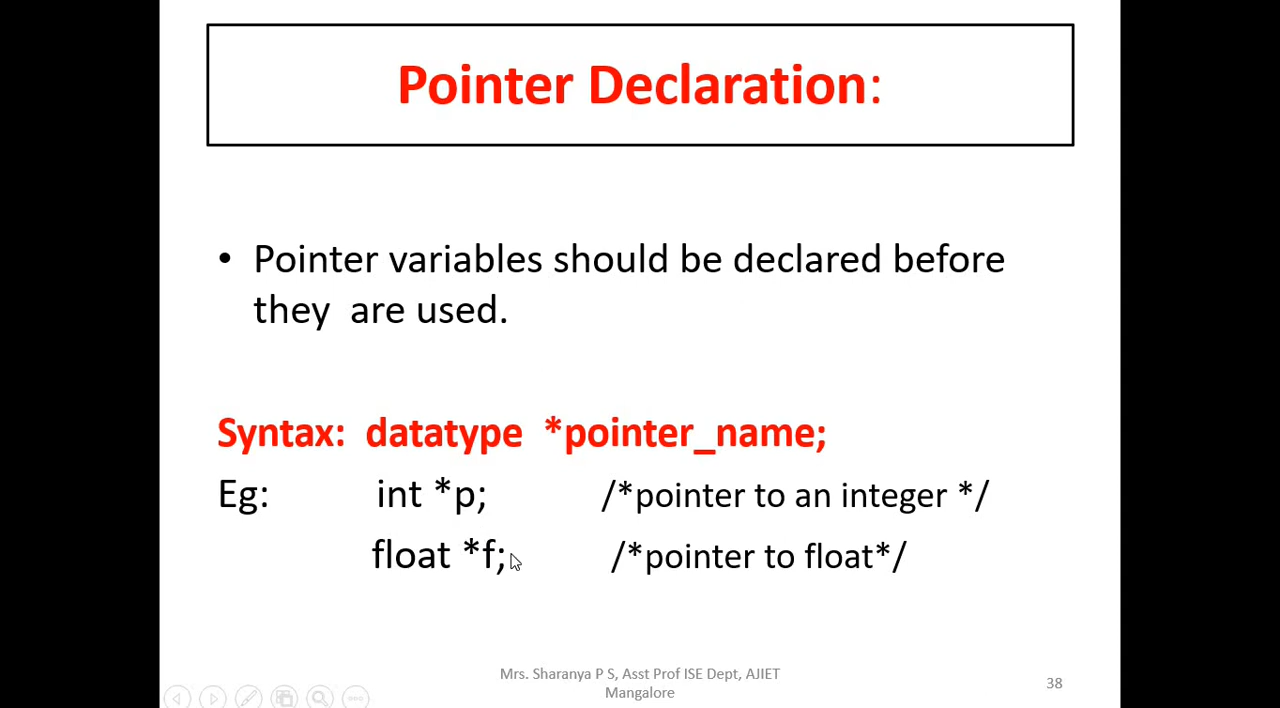 Pointer Declaration:
• Pointer variables should be declared before
they are used.
Syntax: datatype *pointer_name;
Eg: int *p; /*pointer to an integer */
float *f; /*pointer to float*/
Mrs. Sharanya P S, Asst Prof ISE Dept, AJIET
Mangalore
38